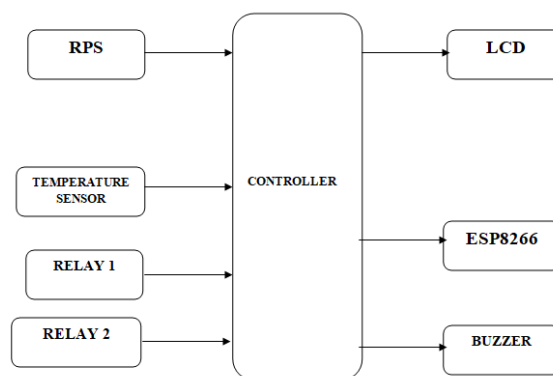 RPS
LCD
TEMPERATURE
SENSOR
CONTROLLER
RELAY 1
ESP8266
RELAY 2
BUZZER